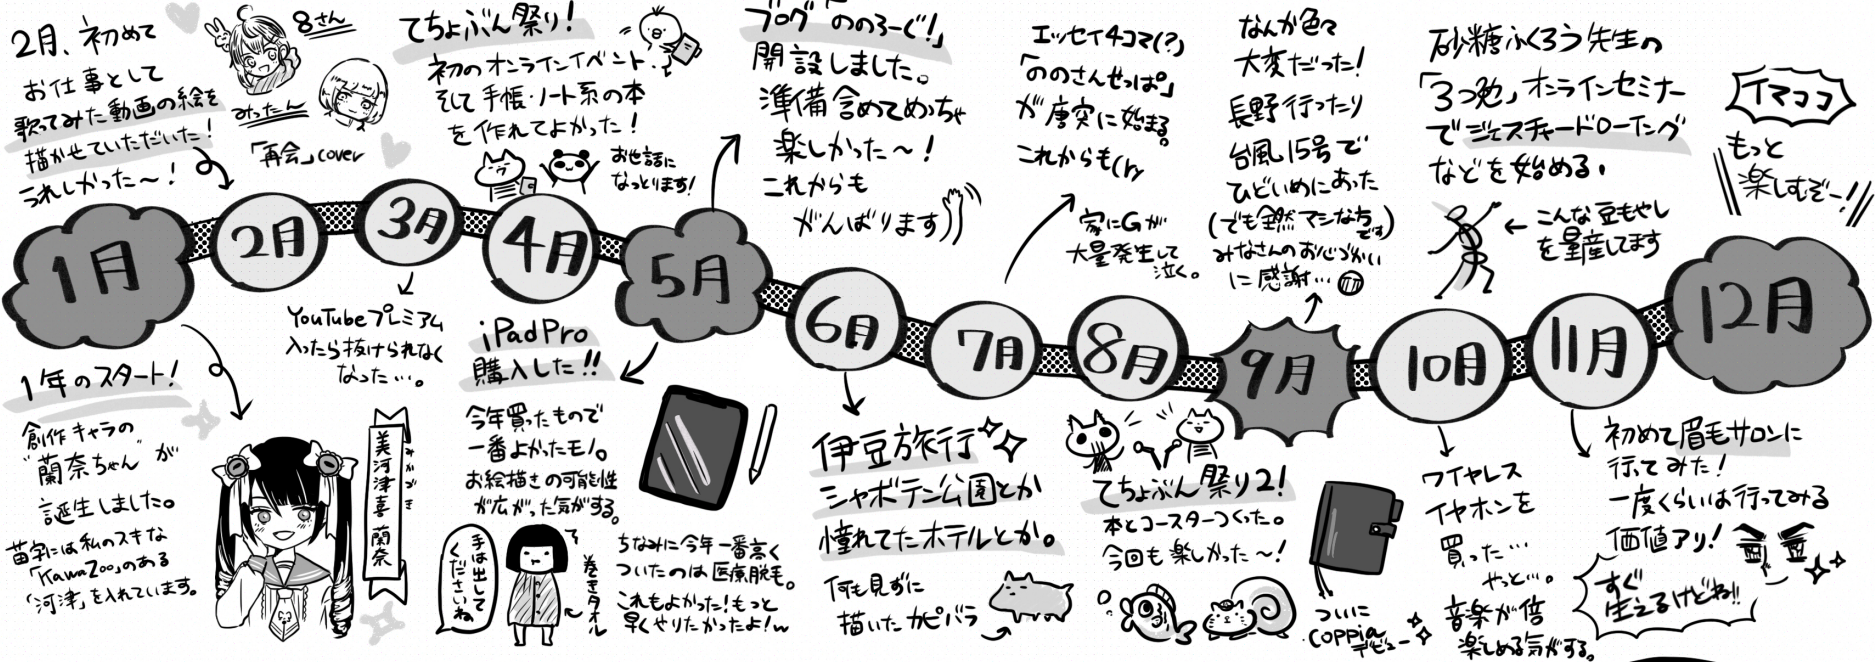 2月、初めて
お仕事として
歌ってみた動画の絵を
描かせていただいた!
うれしかった〜!
8さん
みったん
「再会」cover
てちょぶん祭り!
初のオンラインイベント、
そして手帳・ノート系の本
を作れてよかった!
お世話に
なっとります!
ブログ「ののろーぐ!」
開設しました。
準備含めてめっちゃ
楽しかった〜!
これからも
がんばります
エッセイ4コマ(?)
「ののさんせっぱ」
が唐突に始まる。
これからも(ry
家にGが
大量発生して
泣く。
なんか色々
大変だった!
長野行ったり
台風15号で
ひどいめにあった
(でも全然マシな方です)
みなさんのお心づかい
に感謝…
砂糖ふくろう先生の
「3つ勉」オンラインセミナー
でジェスチャードローイング
などを始める。
←こんな豆もやし
を量産してます
イマココ
もっと
楽しむぞー!!
1月
2月
3月
4月
5月
6月
7月
8月
9月
10月
11月
12月
1年のスタート!
創作キャラの
"蘭奈ちゃん"が
誕生しました。
苗字には私のスキな
「KawaZoo」のある
「河津」を入れています。
美河津喜 蘭奈
みかづき
YouTubeプレミアム
入ったら抜けられなく
なった…。
iPadPro
購入した!!
今年買ったもので
一番よかったモノ。
お絵描きの可能性
が広がった気がする。
手は出して
くださいね
巻きタオル
ちなみに今年一番高く
ついたのは医療脱毛。
これもよかった!もっと
早くやりたかったよ!w
伊豆旅行
シャボテン公園とか
憧れてたホテルとか。
何も見ずに
描いたカピバラ
てちょぶん祭り2!
本とコースターつくった。
今回も楽しかった〜!
ついに
coppia
デビュー
ワイヤレス
イヤホンを
買った…
やっと…。
音楽が倍
楽しめる気がする。
初めて眉毛サロンに
行ってみた!
一度くらいは行ってみる
価値アリ!
すぐ
生えるけどね!!